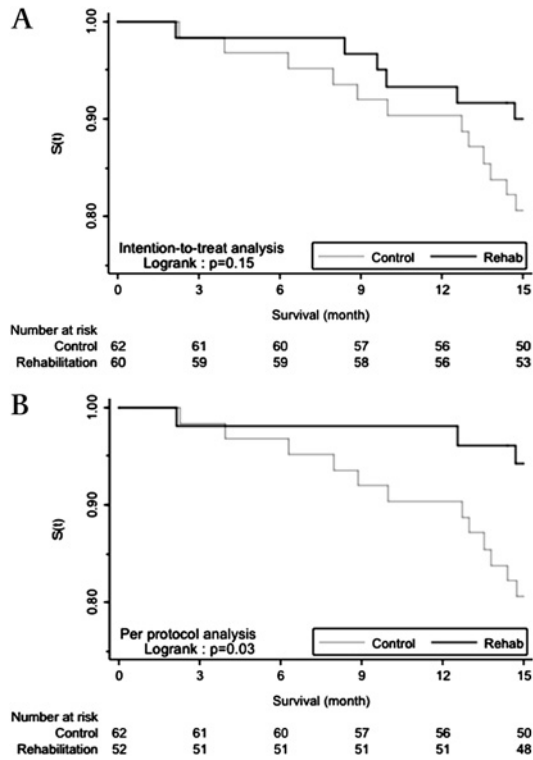 A
1.00
0.90
0.80
S(t)
Intention-to-treat analysis
Logrank : p=0.15
Control Rehab
0 3 6 9 12 15
Survival (month)
Number at risk
Control 62 61 60 57 56 50
Rehabilitation 60 59 59 58 56 53
B
1.00
0.90
0.80
S(t)
Per protocol analysis
Logrank : p=0.03
Control Rehab
0 3 6 9 12 15
Survival (month)
Number at risk
Control 62 61 60 57 56 50
Rehabilitation 52 51 51 51 51 48